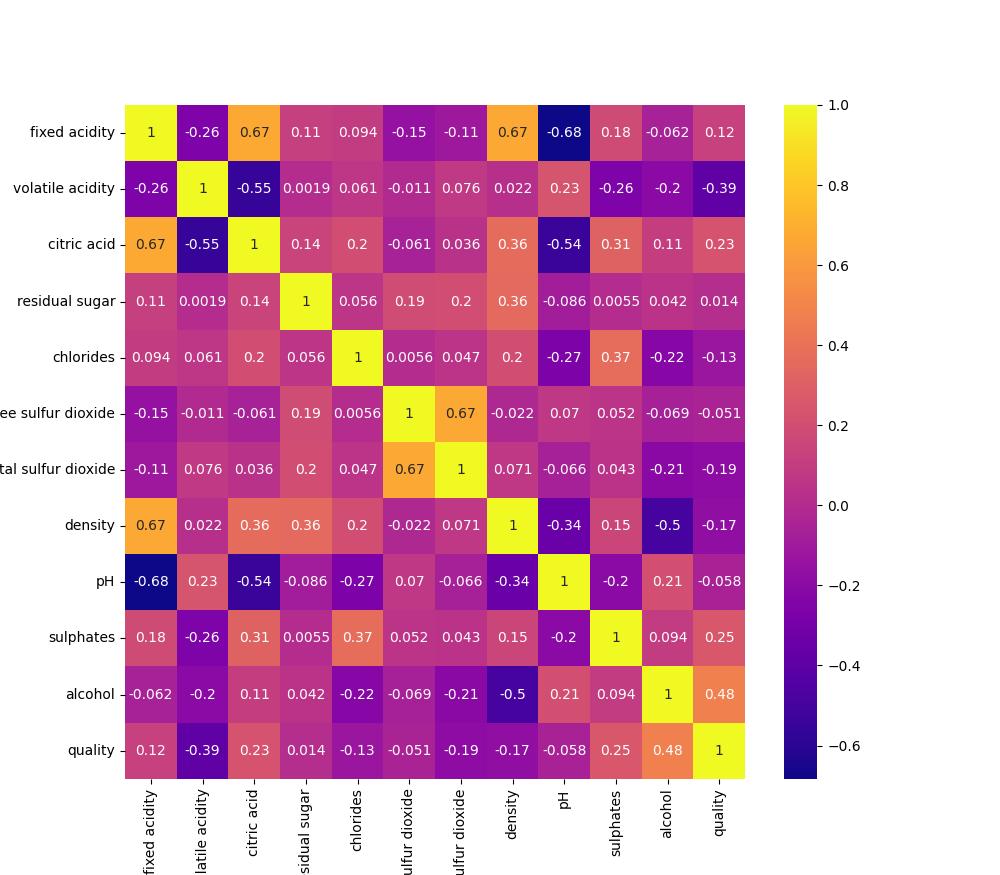 fixed acidity 1 -0.26 0.67 0.11 0.094 -0.15 -0.11 0.67 -0.68 0.18 -0.062 0.12 1.0
volatile acidity -0.26 1 -0.55 0.0019 0.061 -0.011 0.076 0.022 0.23 -0.26 -0.2 -0.39 0.8
citric acid 0.67 -0.55 1 0.14 0.2 -0.061 0.036 0.36 -0.54 0.31 0.11 0.23 0.6
residual sugar 0.11 0.0019 0.14 1 0.056 0.19 0.2 0.36 -0.086 0.0055 0.042 0.014
chlorides 0.094 0.061 0.2 0.056 1 0.0056 0.047 0.2 -0.27 0.37 -0.22 -0.13 0.4
ee sulfur dioxide -0.15 -0.011 -0.061 0.19 0.0056 1 0.67 -0.022 0.07 0.052 -0.069 -0.051 0.2
tal sulfur dioxide -0.11 0.076 0.036 0.2 0.047 0.67 1 0.071 -0.066 0.043 -0.21 -0.19 0.0
density 0.67 0.022 0.36 0.36 0.2 -0.022 0.071 1 -0.34 0.15 -0.5 -0.17
pH -0.68 0.23 -0.54 -0.086 -0.27 0.07 -0.066 -0.34 1 -0.2 0.21 -0.058 −0.2
sulphates 0.18 -0.26 0.31 0.0055 0.37 0.052 0.043 0.15 -0.2 1 0.094 0.25 −0.4
alcohol -0.062 -0.2 0.11 0.042 -0.22 -0.069 -0.21 -0.5 0.21 0.094 1 0.48
quality 0.12 -0.39 0.23 0.014 -0.13 -0.051 -0.19 -0.17 -0.058 0.25 0.48 1 −0.6
fixed acidity
latile acidity
citric acid
sidual sugar
chlorides
ulfur dioxide
ulfur dioxide
density
pH
sulphates
alcohol
quality